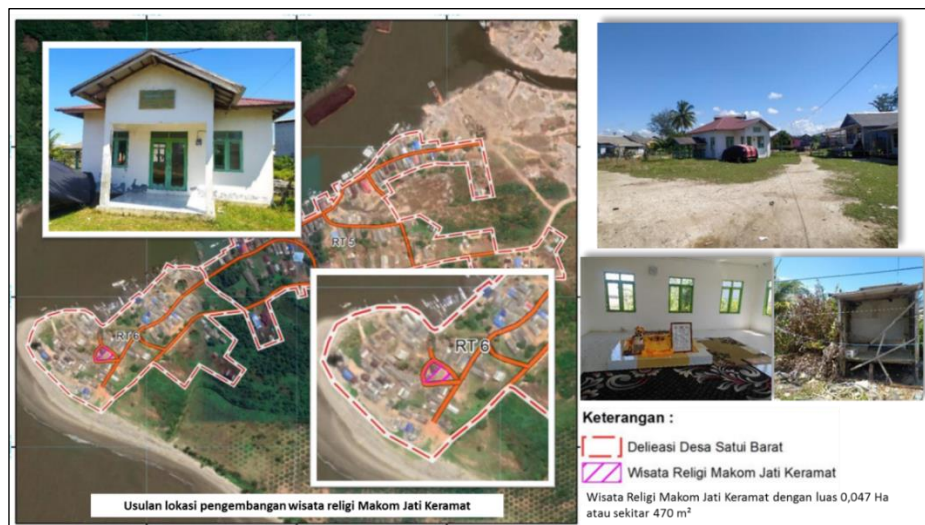 RT 5
RT 6
RT 6
Usulan lokasi pengembangan wisata religi Makom Jati Keramat
Keterangan :
Delieasi Desa Satui Barat
Wisata Religi Makom Jati Keramat
Wisata Religi Makom Jati Keramat dengan luas 0,047 Ha
atau sekitar 470 m²